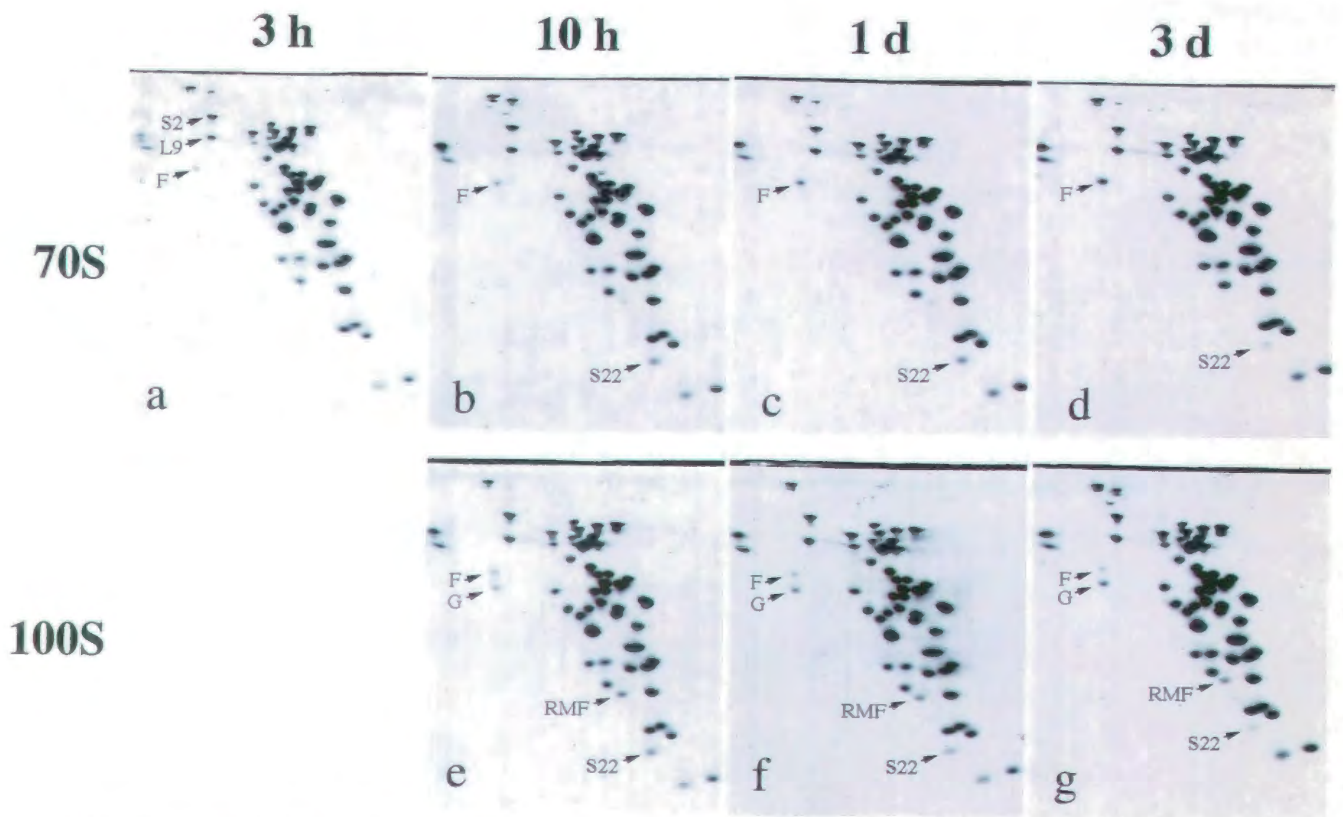 3 h 10 h 1 d 3 d
S2
L9
F F F F
70S
S22 S22 S22
a b c d
F F F
G G G
100S
RMF RMF RMF
S22 S22 S22
e f g